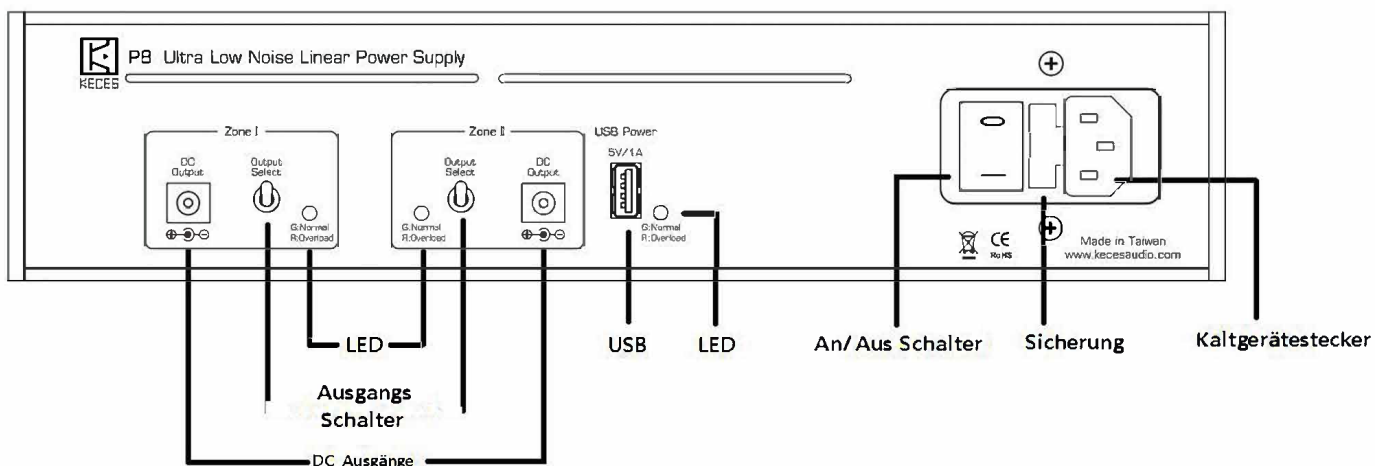 P8 Ultra Low Noise Linear Power Supply
KECES
Zone I
DC
Output
Output
Select
G:Normal
R:Overload
Zone II
Output
Select
DC
Output
G:Normal
R:Overload
USB Power
5V/1A
G:Normal
R:Overload
CE
RoHS
Made in Taiwan
www.kecesaudio.com
LED
USB
LED
An/Aus Schalter
Sicherung
Kaltgerätestecker
Ausgangs
Schalter
DC Ausgänge